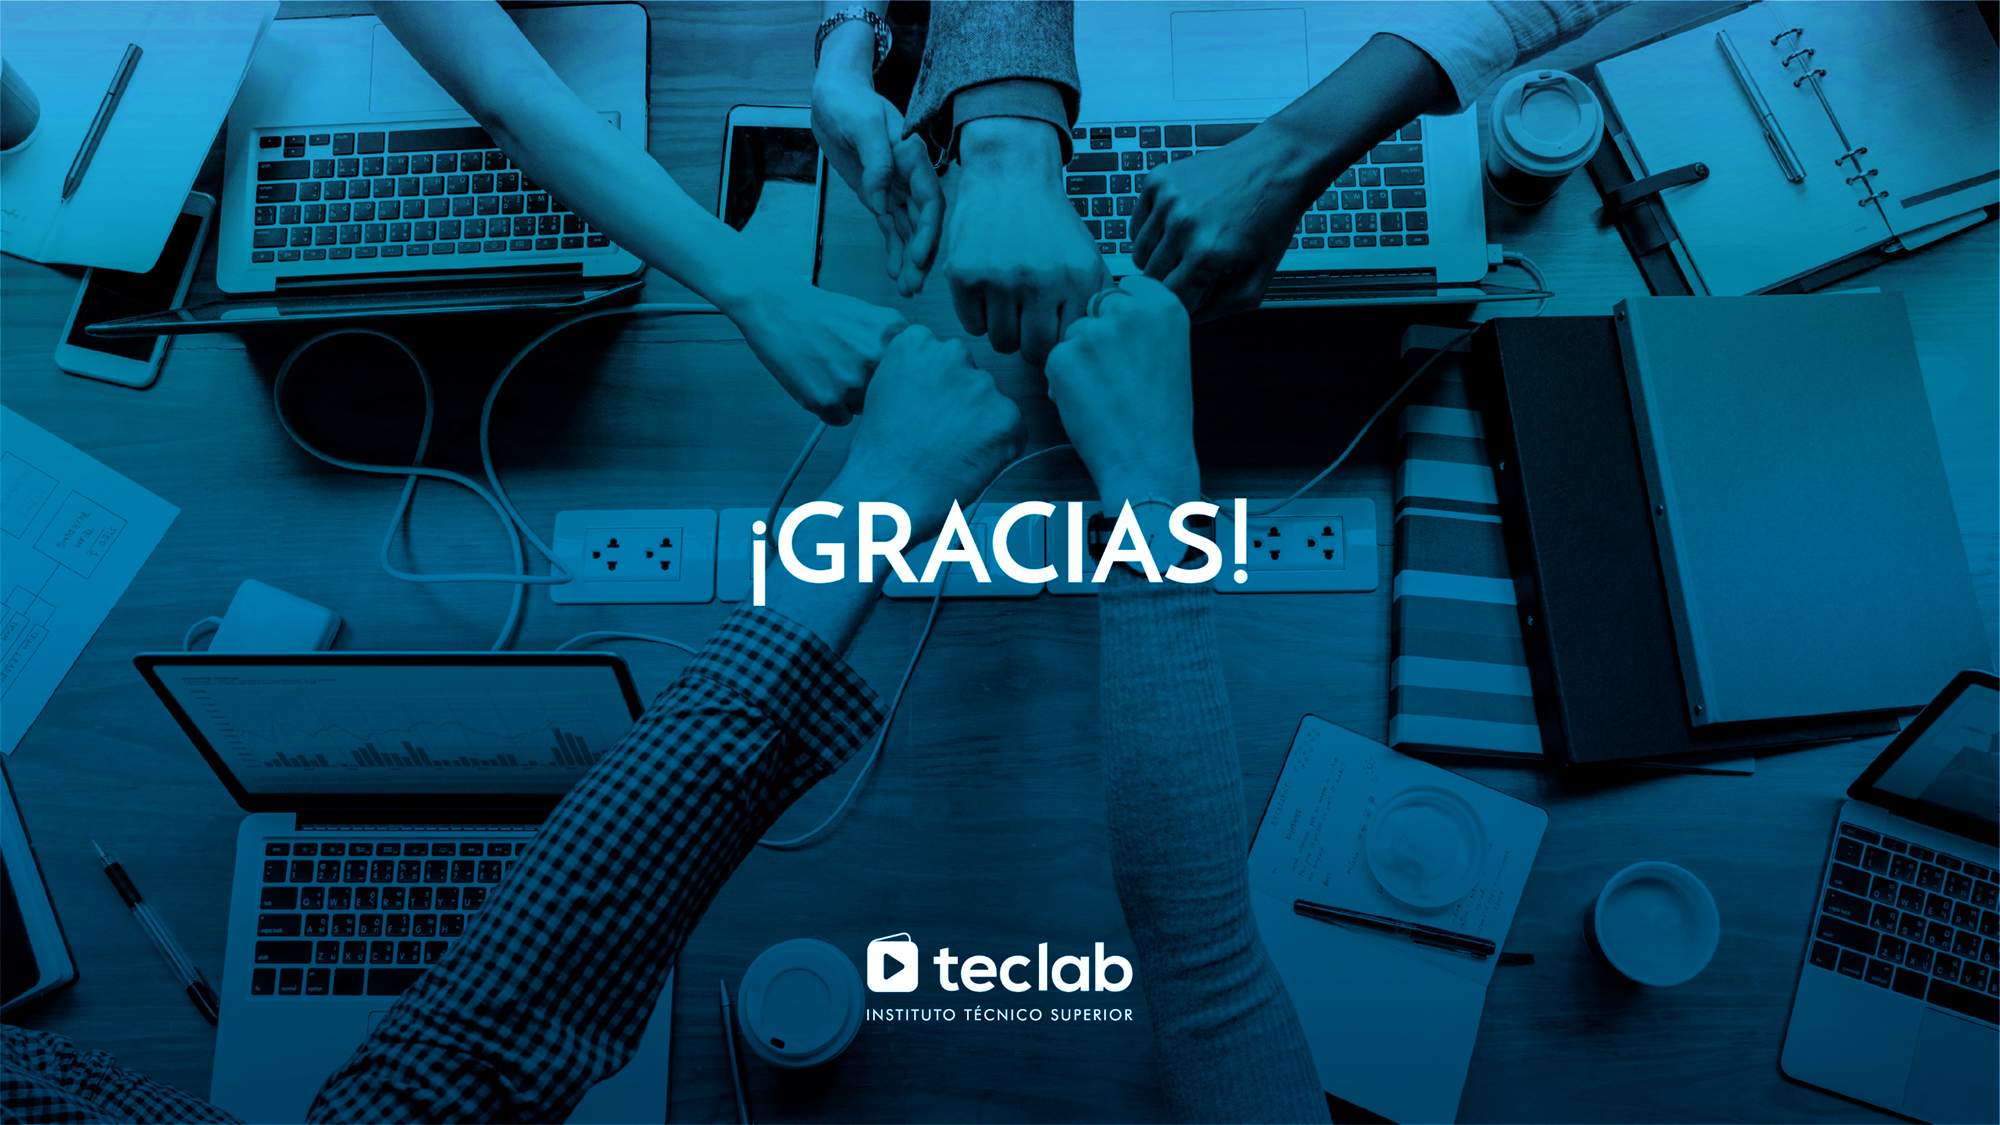 ¡GRACIAS!
teclab
INSTITUTO TÉCNICO SUPERIOR